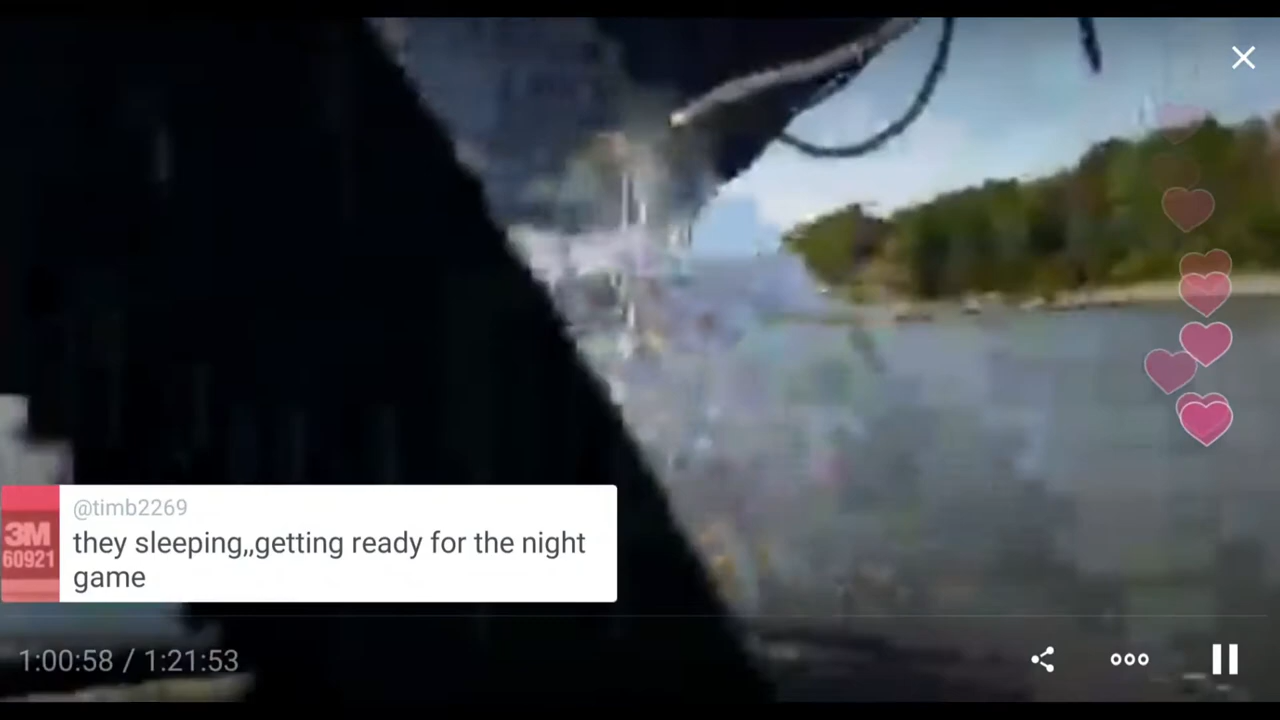 @timb2269
3M
60921
they sleeping,,getting ready for the night
game
1:00:58 / 1:21:53